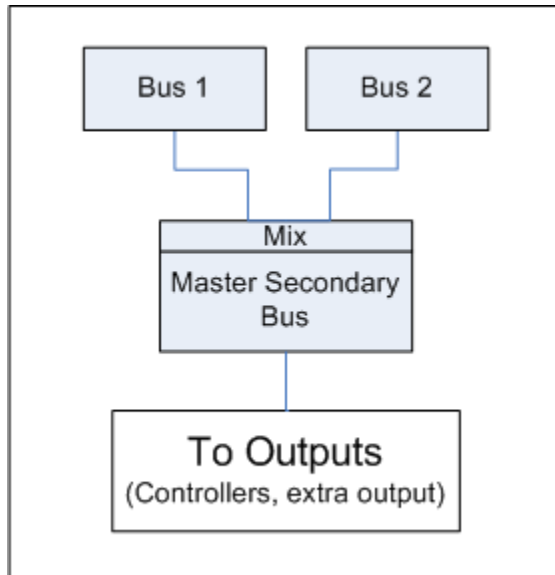 Bus 1
Bus 2
Mix
Master Secondary
Bus
To Outputs
(Controllers, extra output)